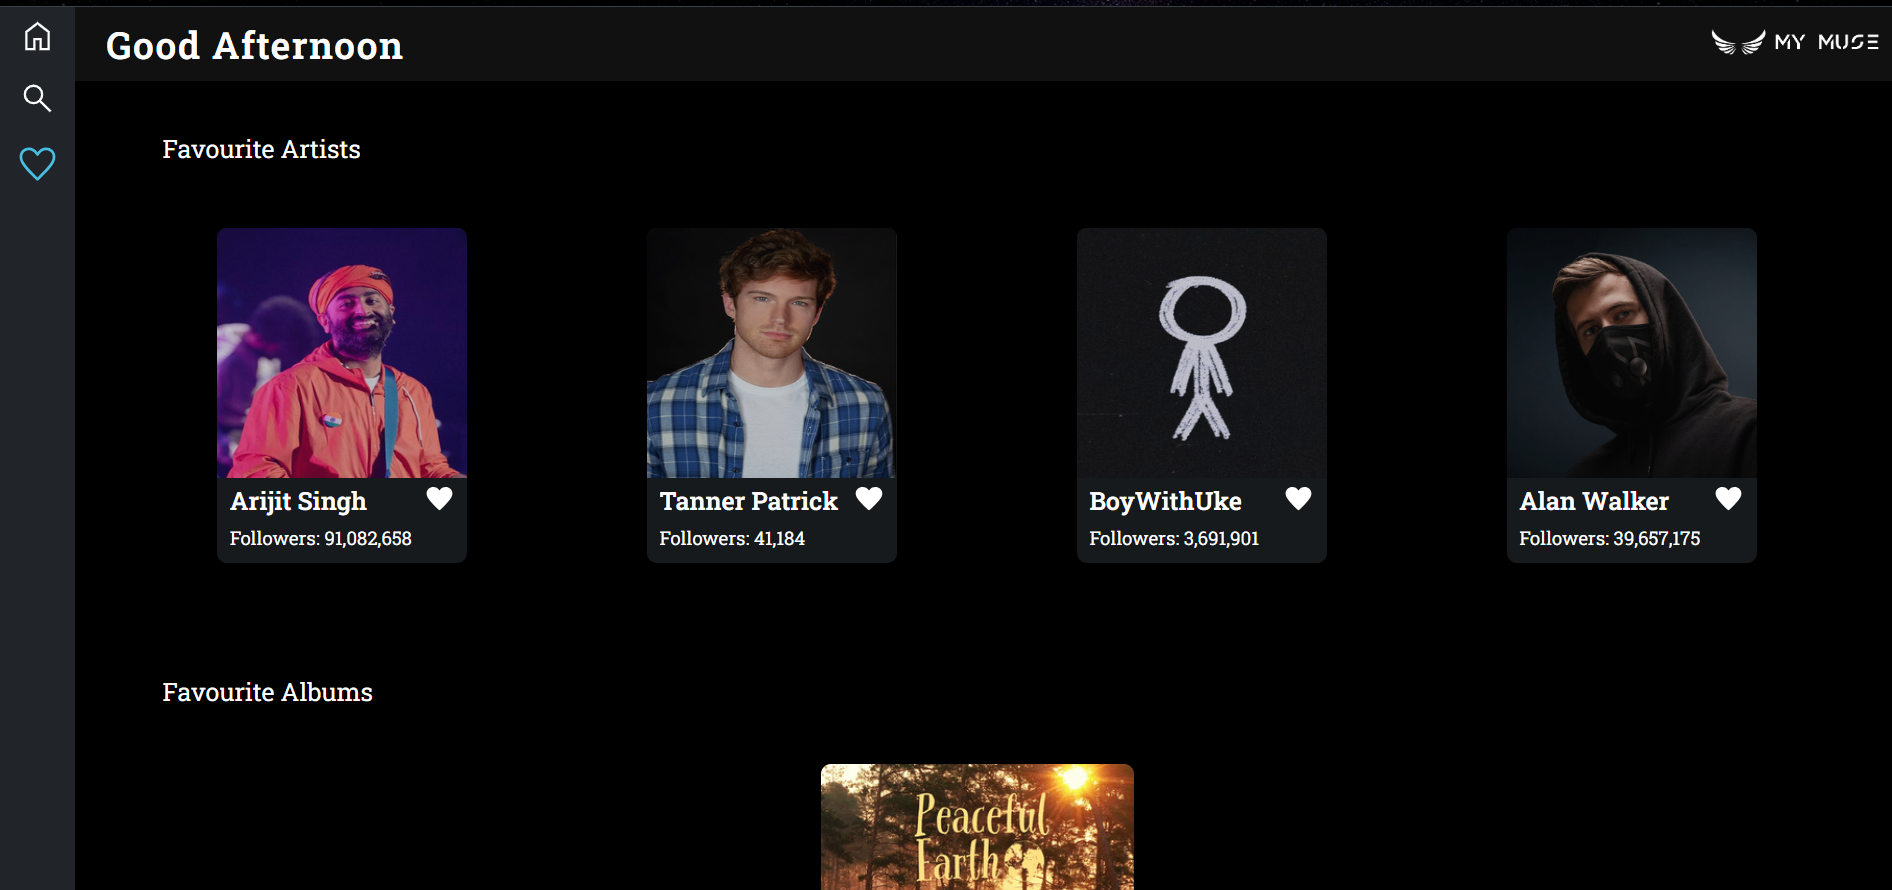 Good Afternoon
MY MUSE
Favourite Artists
Arijit Singh
Followers: 91,082,658
Tanner Patrick
Followers: 41,184
BoyWithUke
Followers: 3,691,901
Alan Walker
Followers: 39,657,175
Favourite Albums
Peaceful
Earth